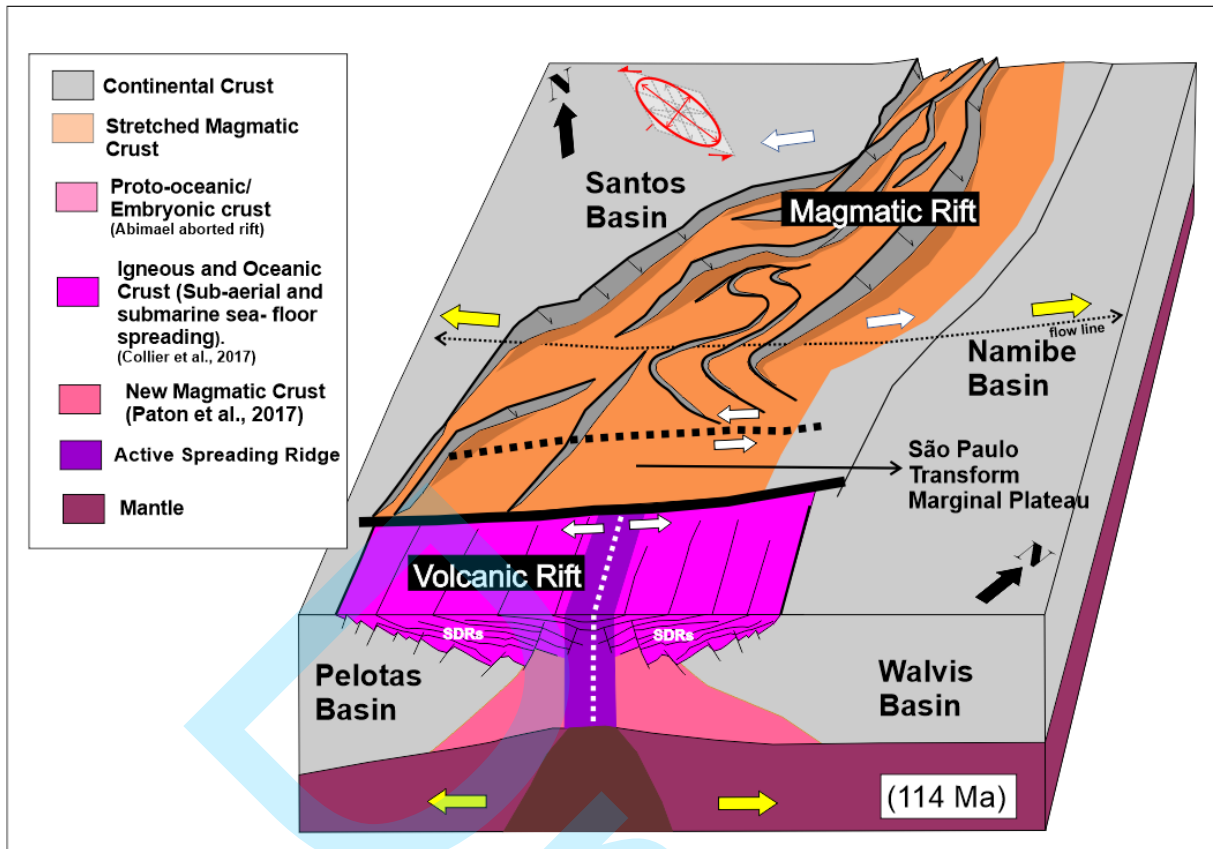 Continental Crust
Stretched Magmatic
Crust
Proto-oceanic/
Embryonic crust
(Abimael aborted rift)
Igneous and Oceanic
Crust (Sub-aerial and
submarine sea- floor
spreading).
(Collier et al., 2017)
New Magmatic Crust
(Paton et al., 2017)
Active Spreading Ridge
Mantle
N
Santos
Basin
Magmatic Rift
flow line
Namibe
Basin
São Paulo
Transform
Marginal Plateau
N
Volcanic Rift
SDRs
SDRs
Pelotas
Basin
Walvis
Basin
(114 Ma)